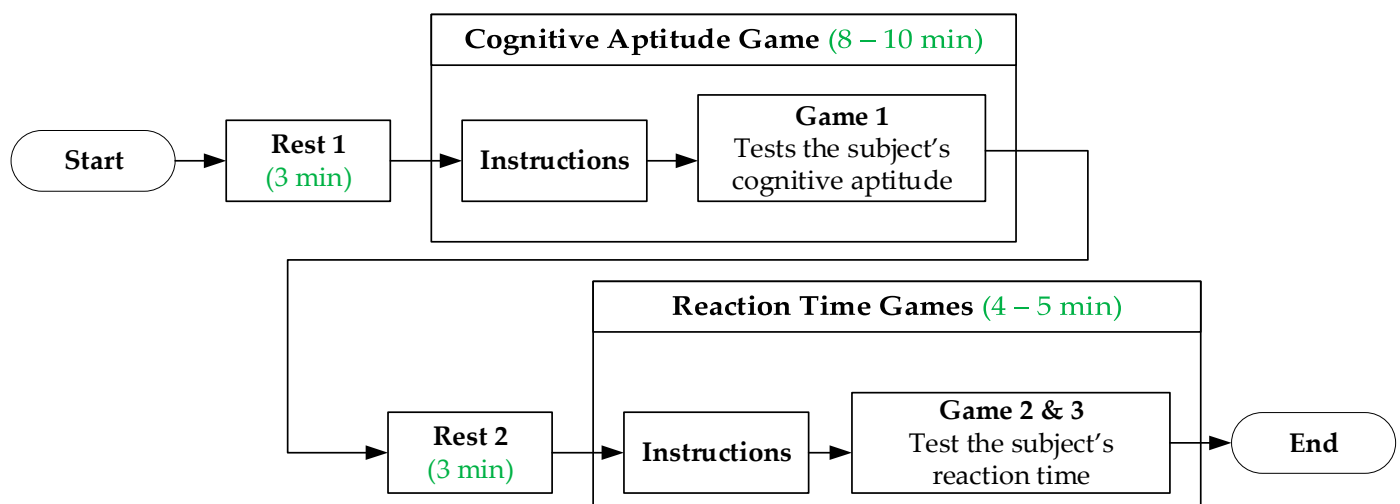 Cognitive Aptitude Game (8 – 10 min)
Start
Rest 1
(3 min)
Instructions
Game 1
Tests the subject's
cognitive aptitude
Reaction Time Games (4 – 5 min)
Rest 2
(3 min)
Instructions
Game 2 & 3
Test the subject's
reaction time
End